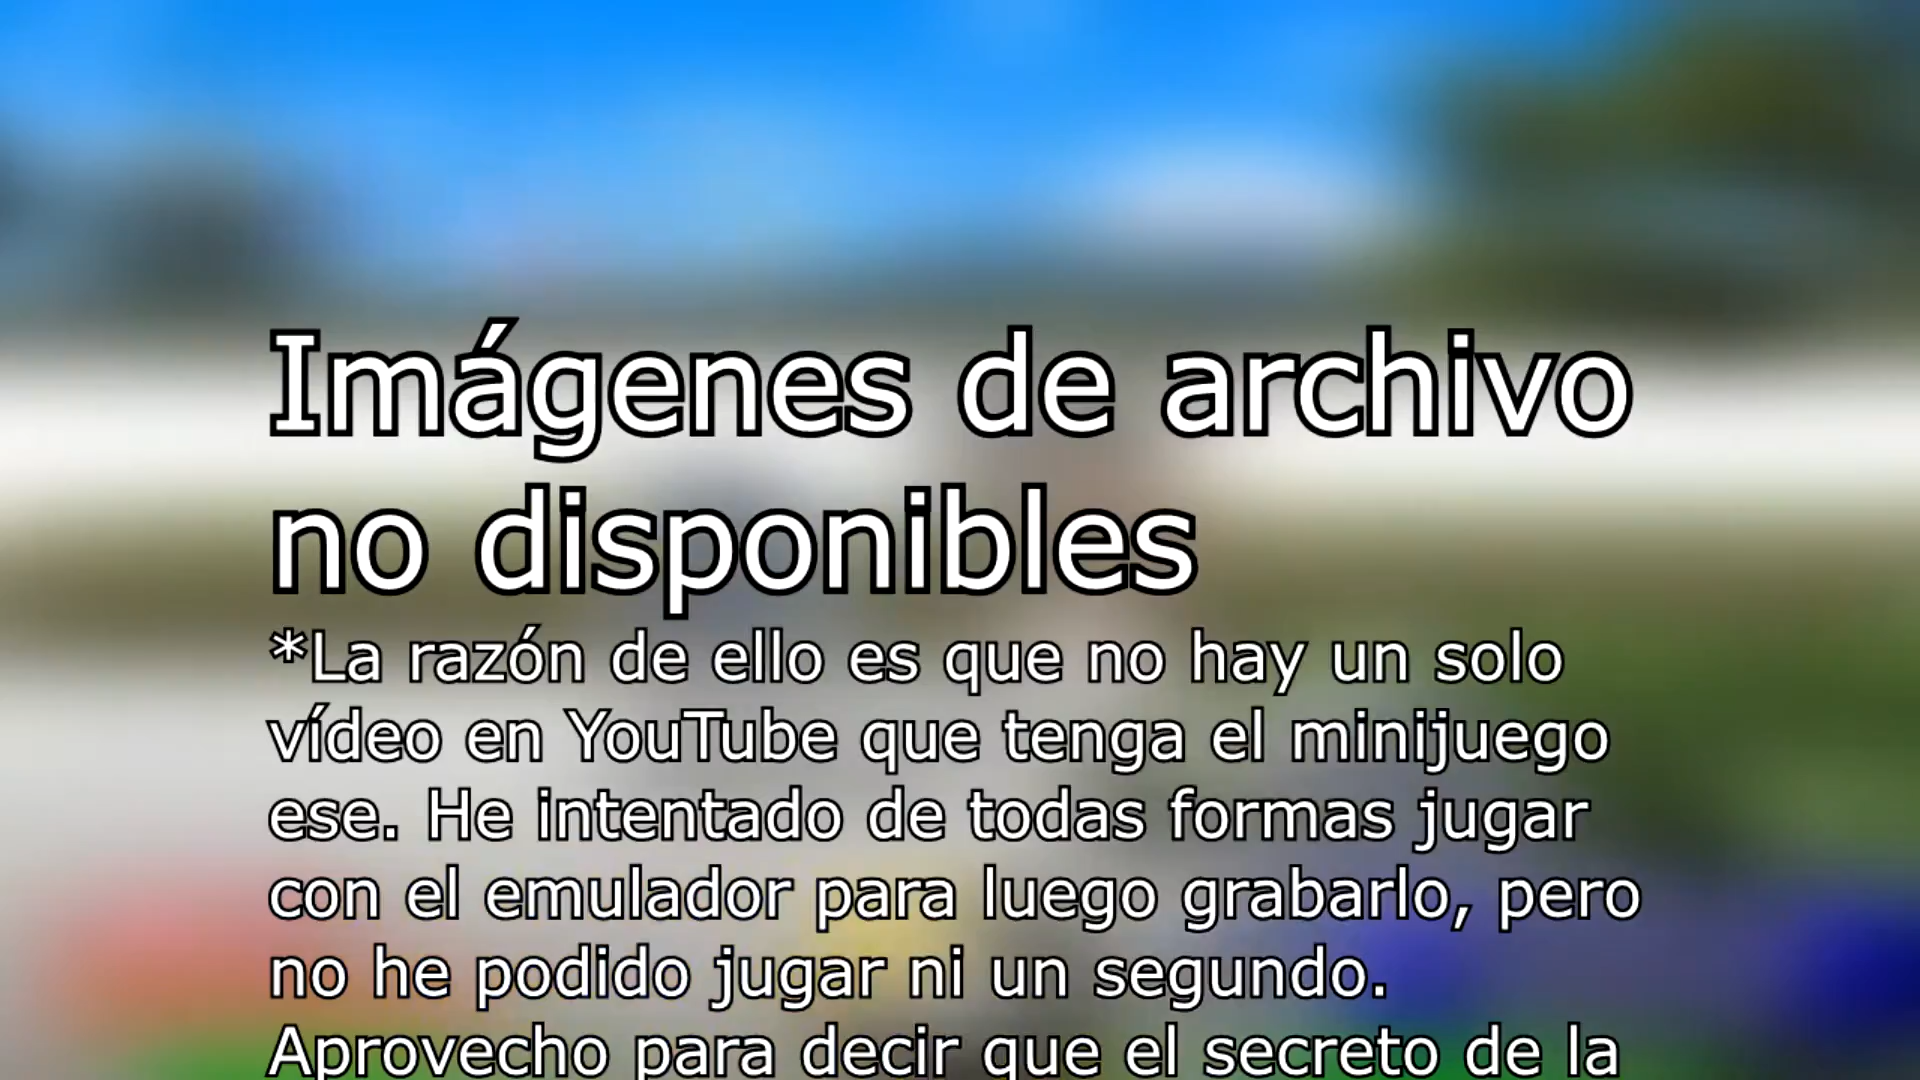 Imágenes de archivo
no disponibles
*La razón de ello es que no hay un solo
vídeo en YouTube que tenga el minijuego
ese. He intentado de todas formas jugar
con el emulador para luego grabarlo, pero
no he podido jugar ni un segundo.
Aprovecho para decir que el secreto de la